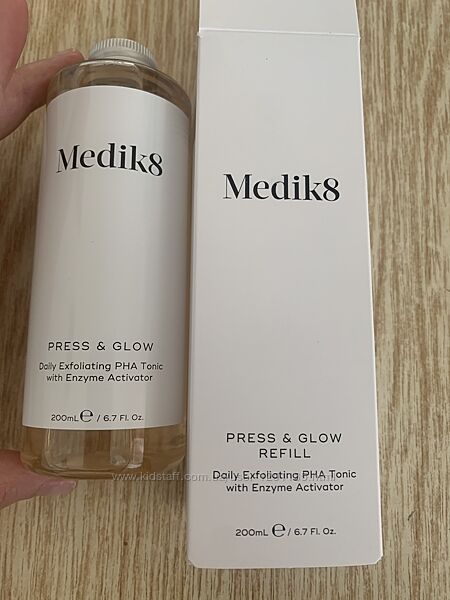 Medik8
PRESS & GLOW
Daily Exfoliating PHA Tonic
with Enzyme Activator
200mL ℮ / 6.7 Fl. Oz.
Medik8
PRESS & GLOW
REFILL
Daily Exfoliating PHA Tonic
with Enzyme Activator
200mL ℮ / 6.7 Fl. Oz.